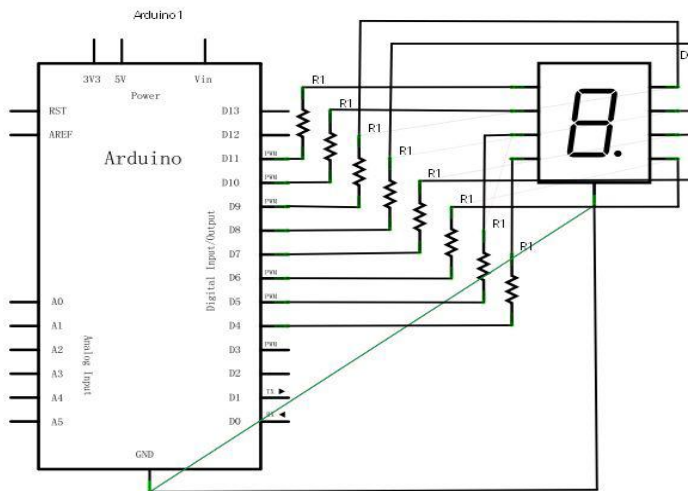 Arduino1
3V3
5V
Vin
Power
RST
AREF
Arduino
D13
D12
PWM
D11
PWM
D10
PWM
D9
D8
D7
PWM
D6
PWM
D5
D4
PWM
D3
D2
TX
D1
RX
D0
Digital Input/Output
A0
A1
A2
A3
A4
A5
Analog Input
GND
R1
R1
R1
R1
R1
R1
R1
R1
8.